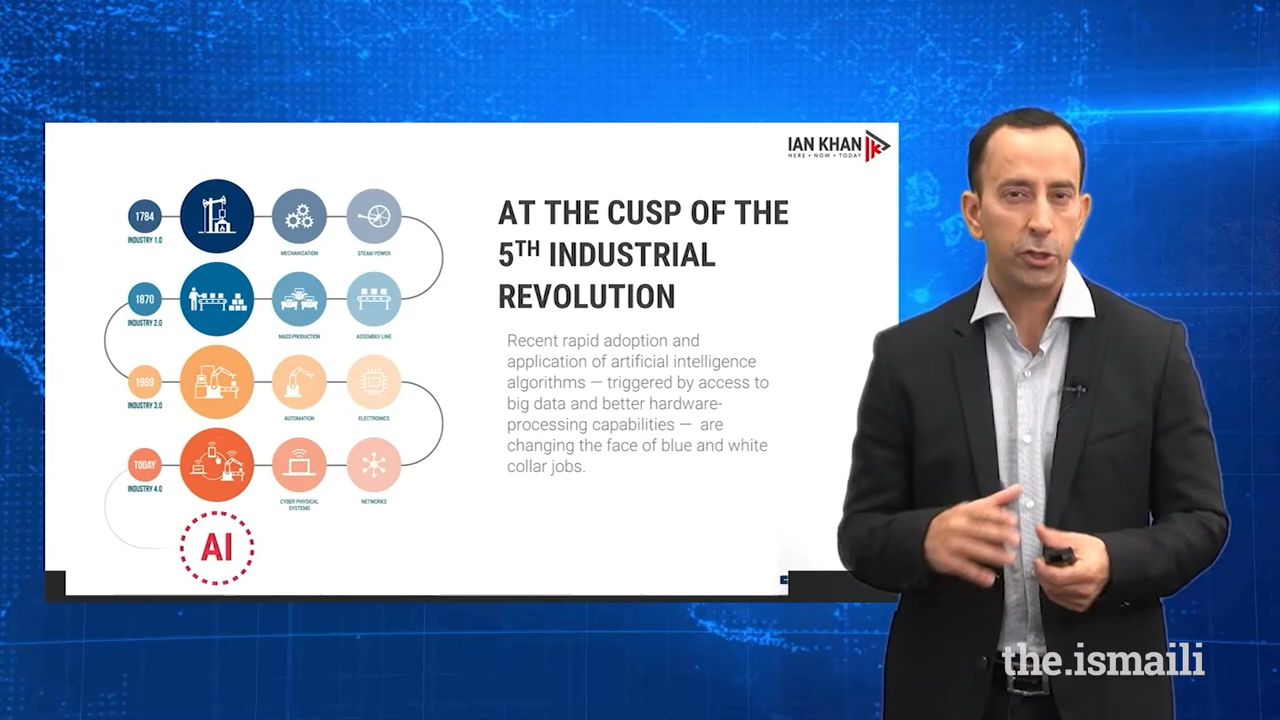 IAN KHAN
HERE • NOW • TODAY
1784
INDUSTRY 1.0
MECHANIZATION
STEAM POWER
1870
INDUSTRY 2.0
MASS PRODUCTION
ASSEMBLY LINE
1969
INDUSTRY 3.0
AUTOMATION
ELECTRONICS
TODAY
INDUSTRY 4.0
CYBER PHYSICAL
SYSTEMS
NETWORKS
AI
AT THE CUSP OF THE
5TH INDUSTRIAL
REVOLUTION
Recent rapid adoption and
application of artificial intelligence
algorithms — triggered by access to
big data and better hardware-
processing capabilities — are
changing the face of blue and white
collar jobs.
the.ismaili